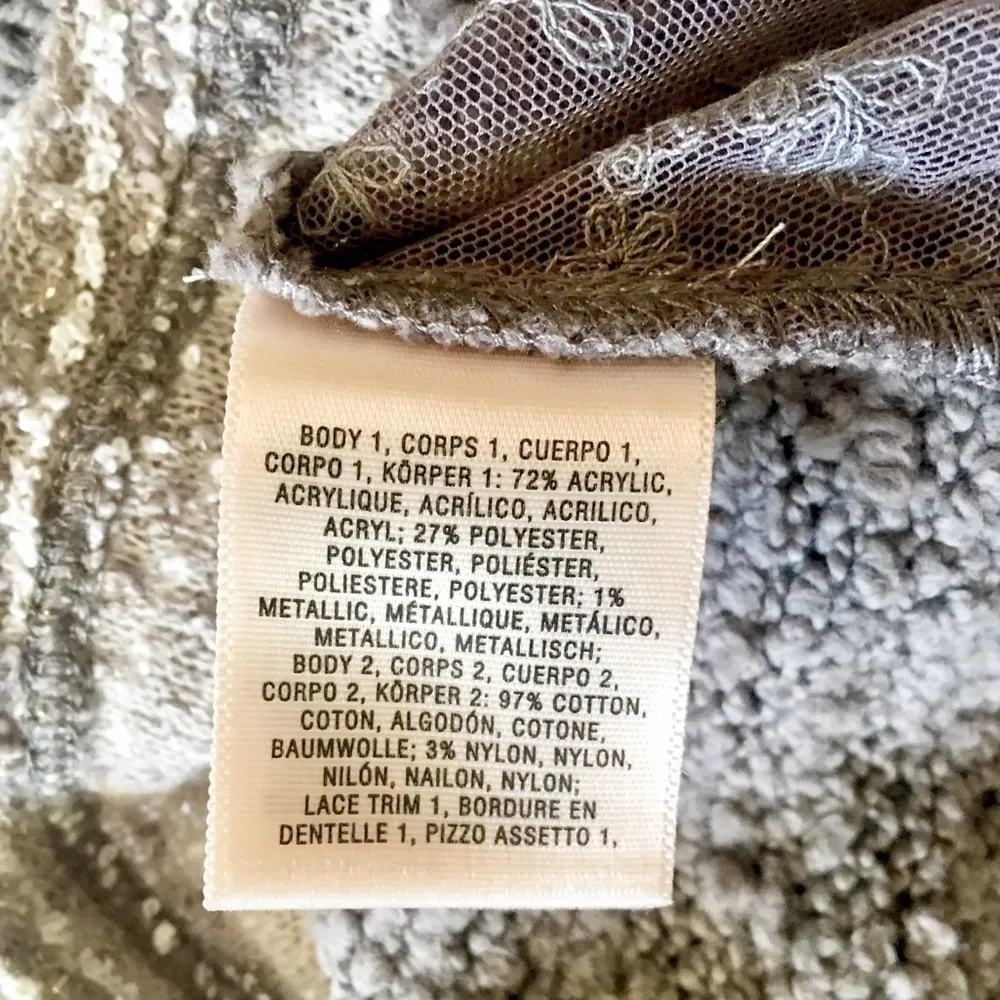 BODY 1, CORPS 1, CUERPO 1,
CORPO 1, KÖRPER 1: 72% ACRYLIC,
ACRYLIQUE, ACRÍLICO, ACRILICO,
ACRYL; 27% POLYESTER,
POLYESTER, POLIÉSTER,
POLIESTERE, POLYESTER; 1%
METALLIC, MÉTALLIQUE, METÁLICO,
METALLICO, METALLISCH;
BODY 2, CORPS 2, CUERPO 2,
CORPO 2, KÖRPER 2: 97% COTTON,
COTON, ALGODÓN, COTONE,
BAUMWOLLE; 3% NYLON, NYLON,
NILÓN, NAILON, NYLON;
LACE TRIM 1, BORDURE EN
DENTELLE 1, PIZZO ASSETTO 1,